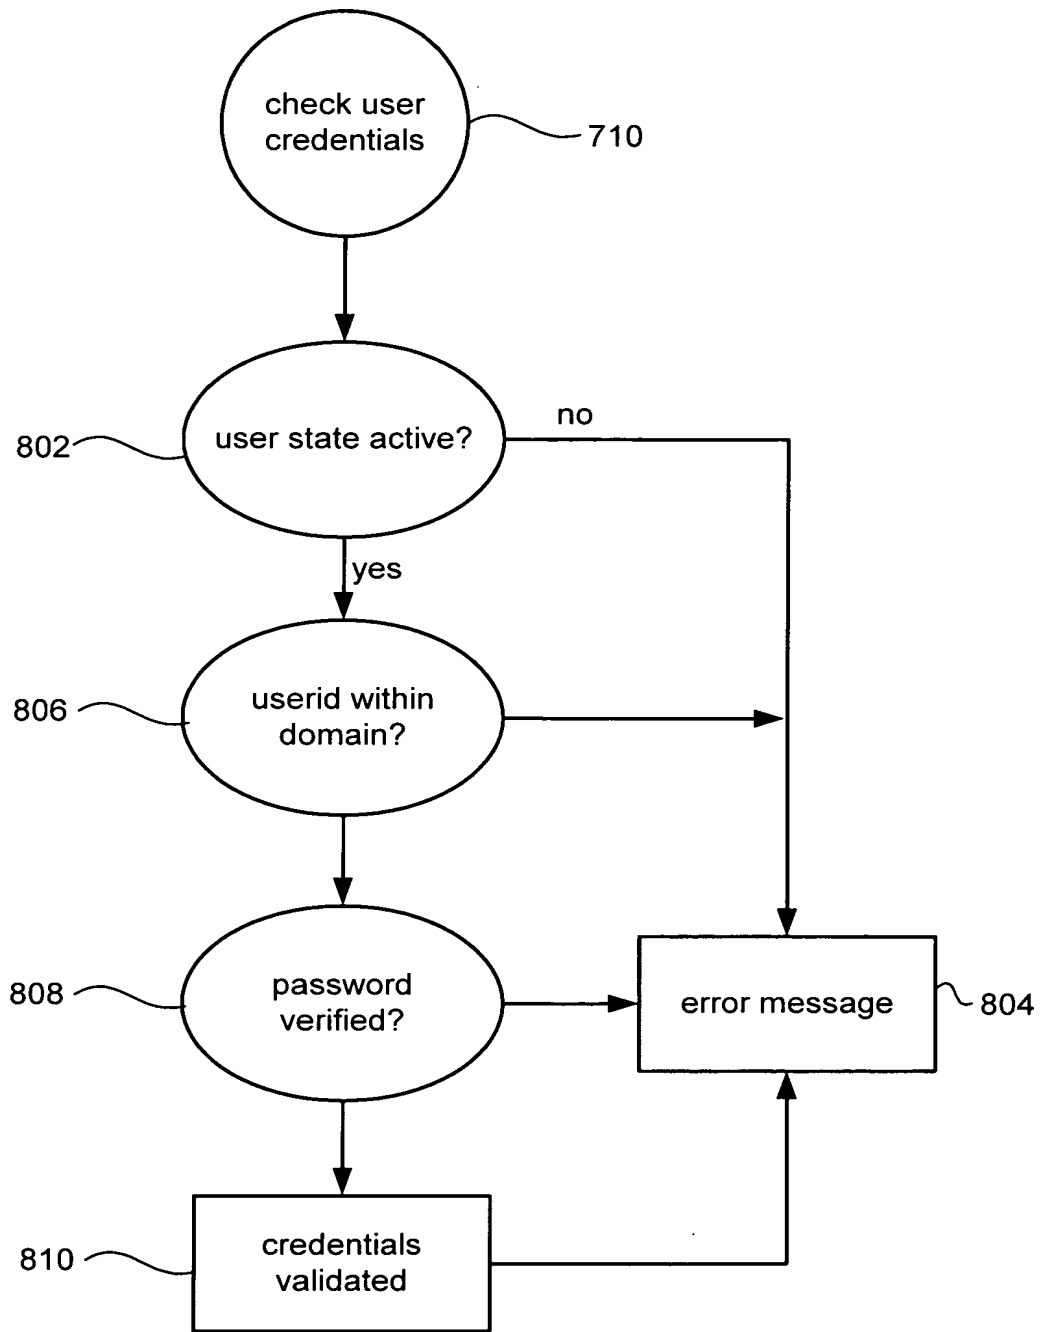 check user
credentials
710
user state active?
no
802
yes
userid within
domain?
806
password
verified?
808
error message
804
credentials
validated
810